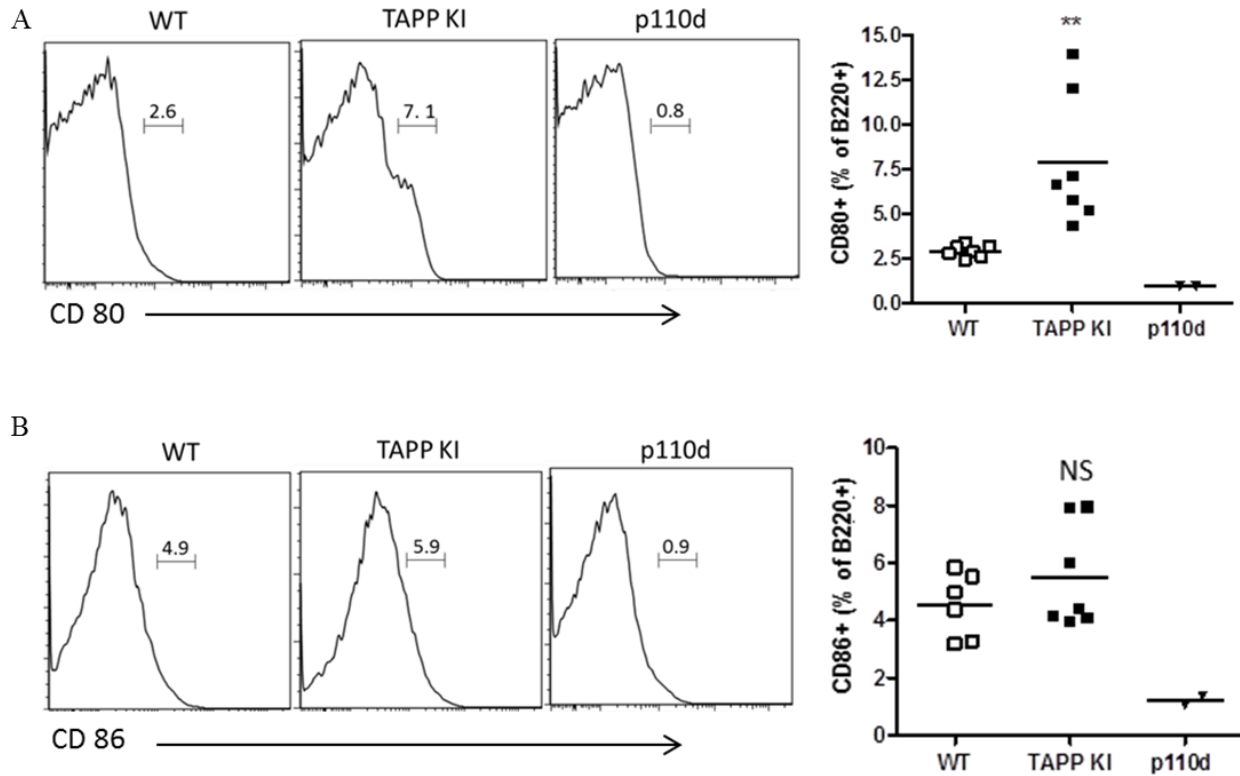 A
WT
TAPP KI
p110d
2.6
7. 1
0.8
CD 80
**
15.0
12.5
10.0
7.5
5.0
2.5
0.0
CD80+ (% of B220+)
WT
TAPP KI
p110d
B
WT
TAPP KI
p110d
4.9
5.9
0.9
CD 86
NS
10
8
6
4
2
0
CD86+ (% of B220+)
WT
TAPP KI
p110d